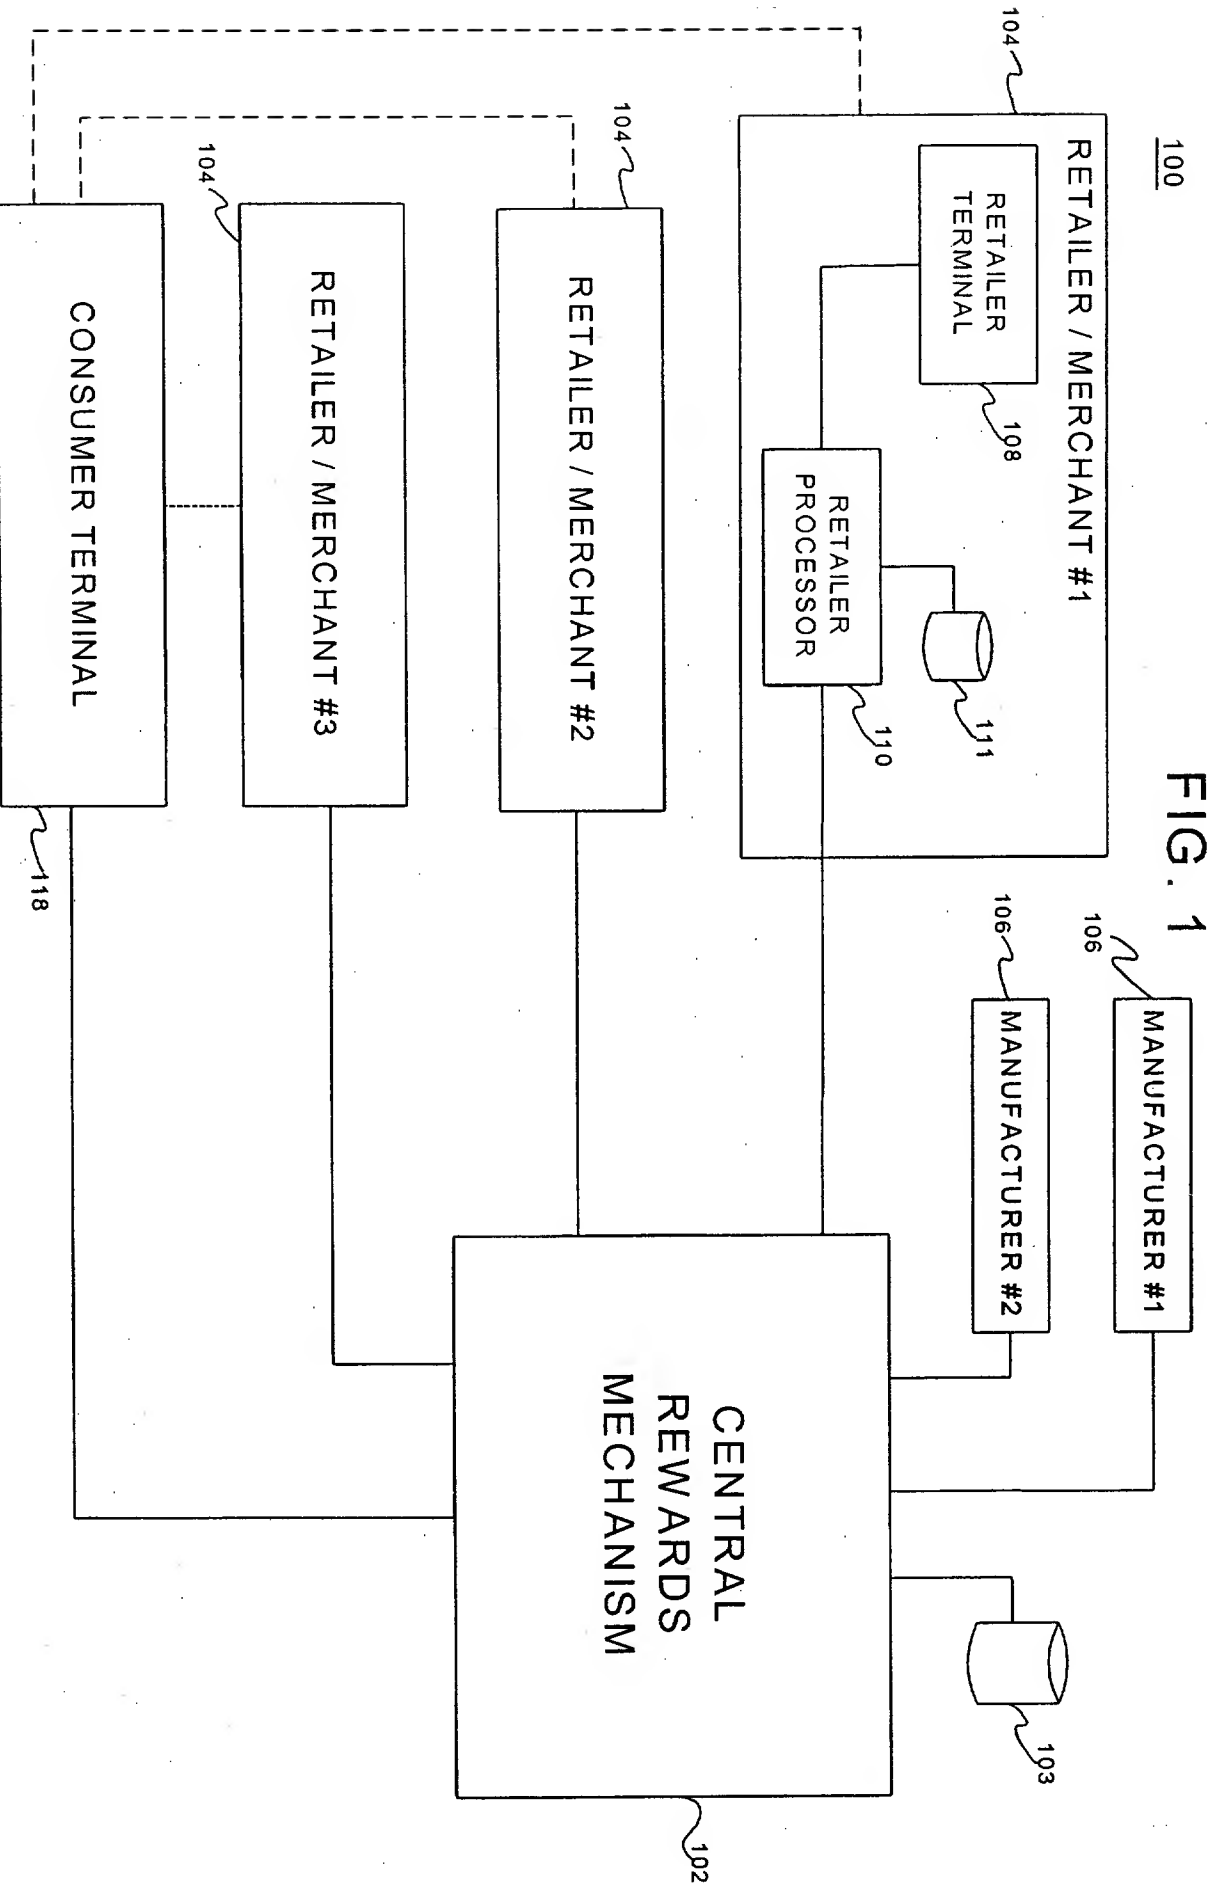 FIG. 1
100
104
RETAILER / MERCHANT #1
RETAILER
TERMINAL
108
RETAILER
PROCESSOR
110
111
106
MANUFACTURER #1
106
MANUFACTURER #2
103
104
RETAILER / MERCHANT #2
CENTRAL
REWARDS
MECHANISM
102
104
RETAILER / MERCHANT #3
CONSUMER TERMINAL
118